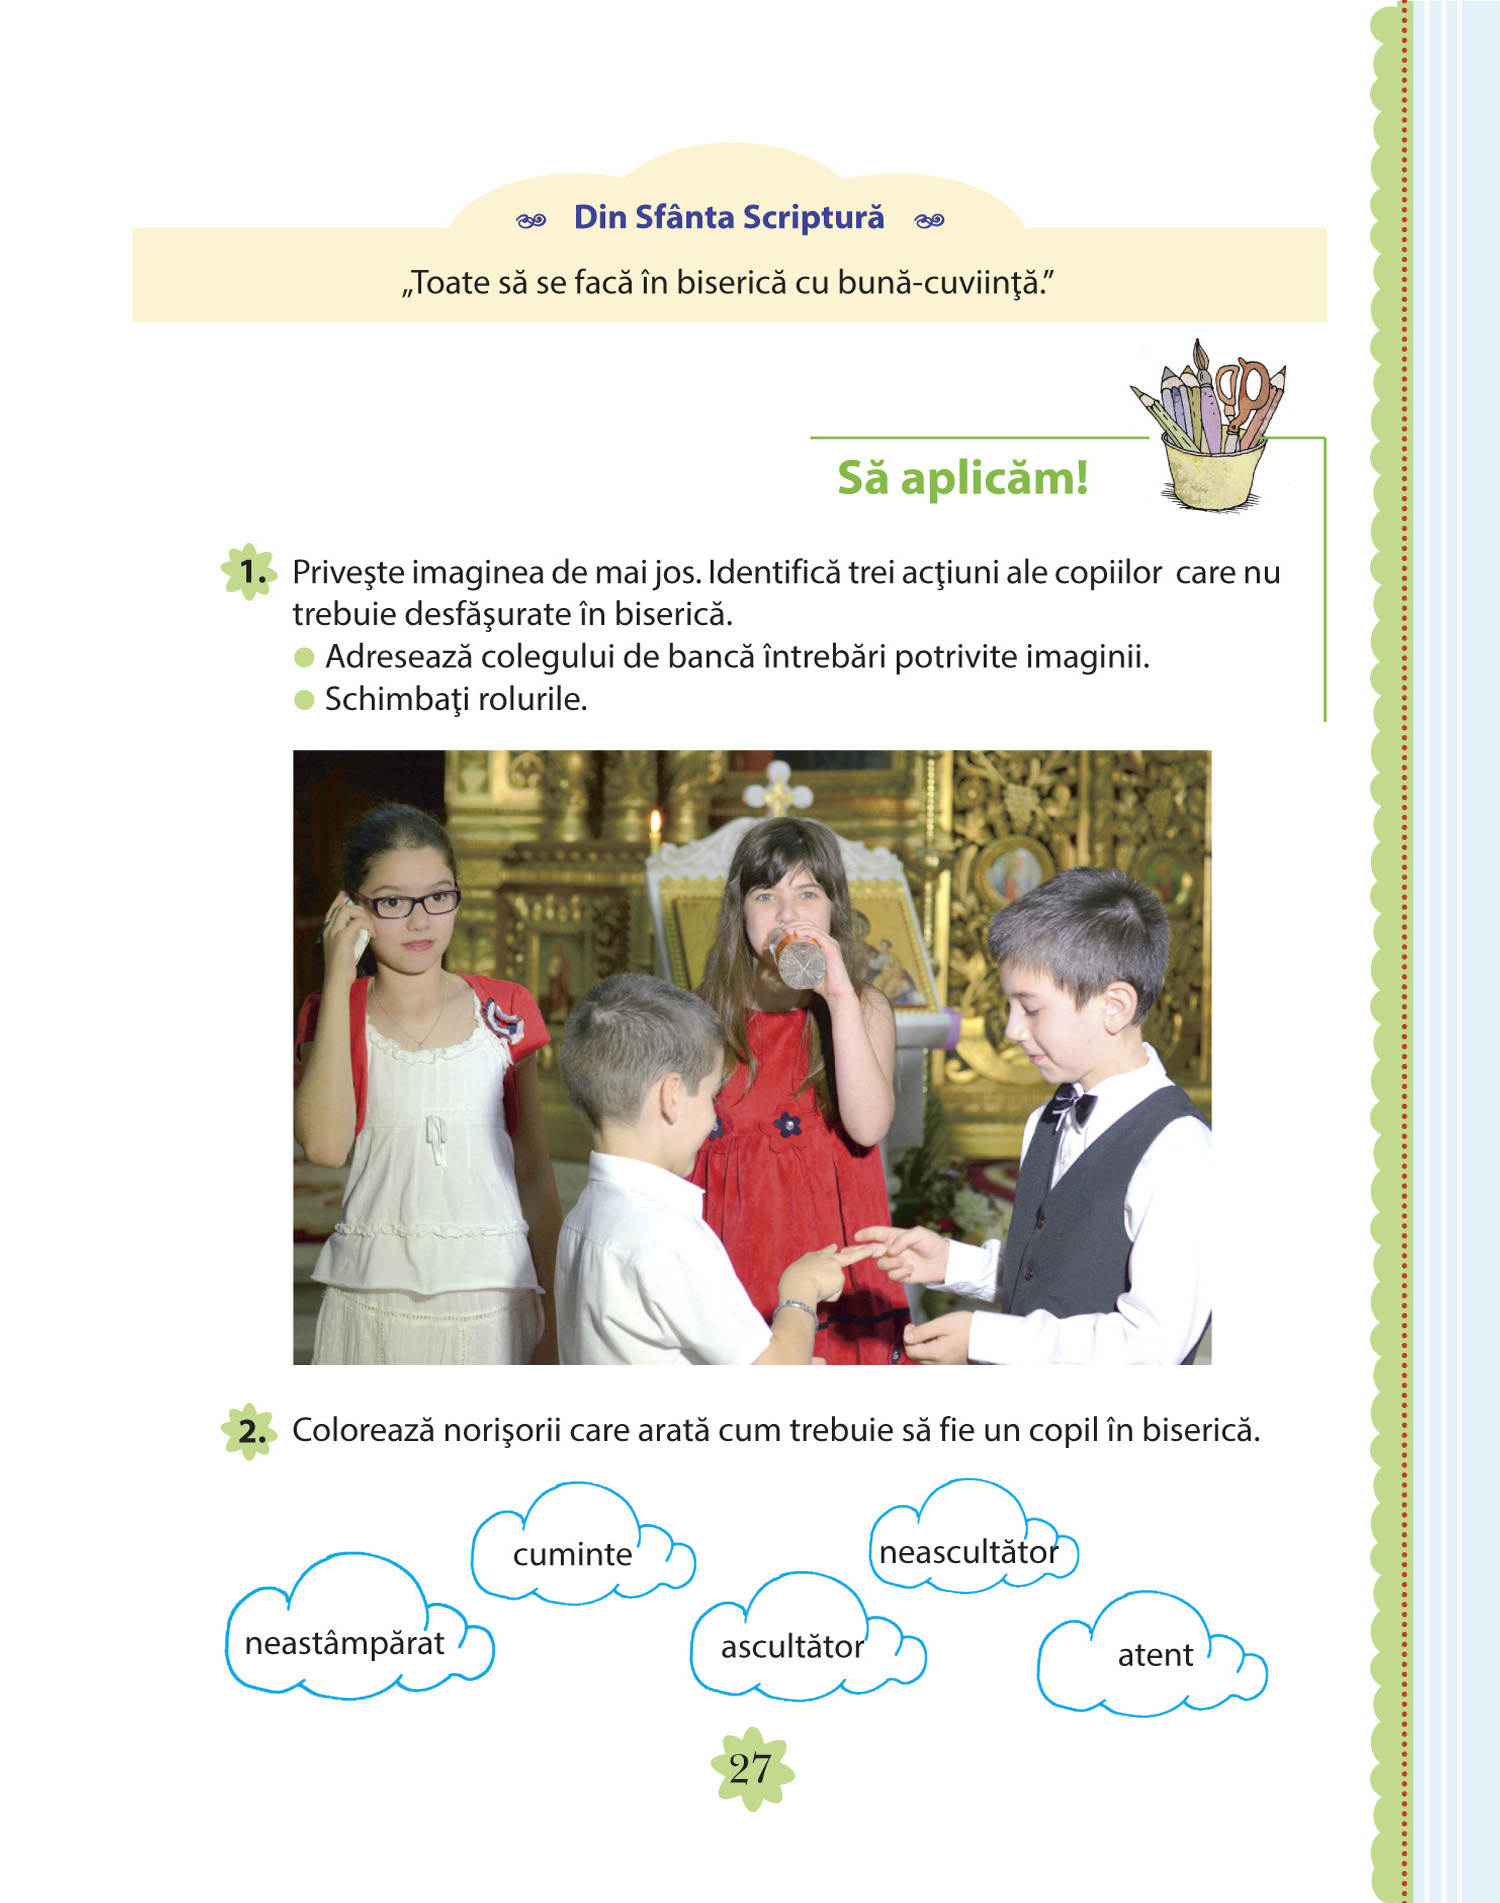 Din Sfânta Scriptură
„Toate să se facă în biserică cu bună-cuviinţă.”
Să aplicăm!
1. Priveşte imaginea de mai jos. Identifică trei acţiuni ale copiilor care nu
trebuie desfăşurate în biserică.
Adresează colegului de bancă întrebări potrivite imaginii.
Schimbaţi rolurile.
2. Colorează norişorii care arată cum trebuie să fie un copil în biserică.
cuminte
neascultător
neastâmpărat
ascultător
atent
27